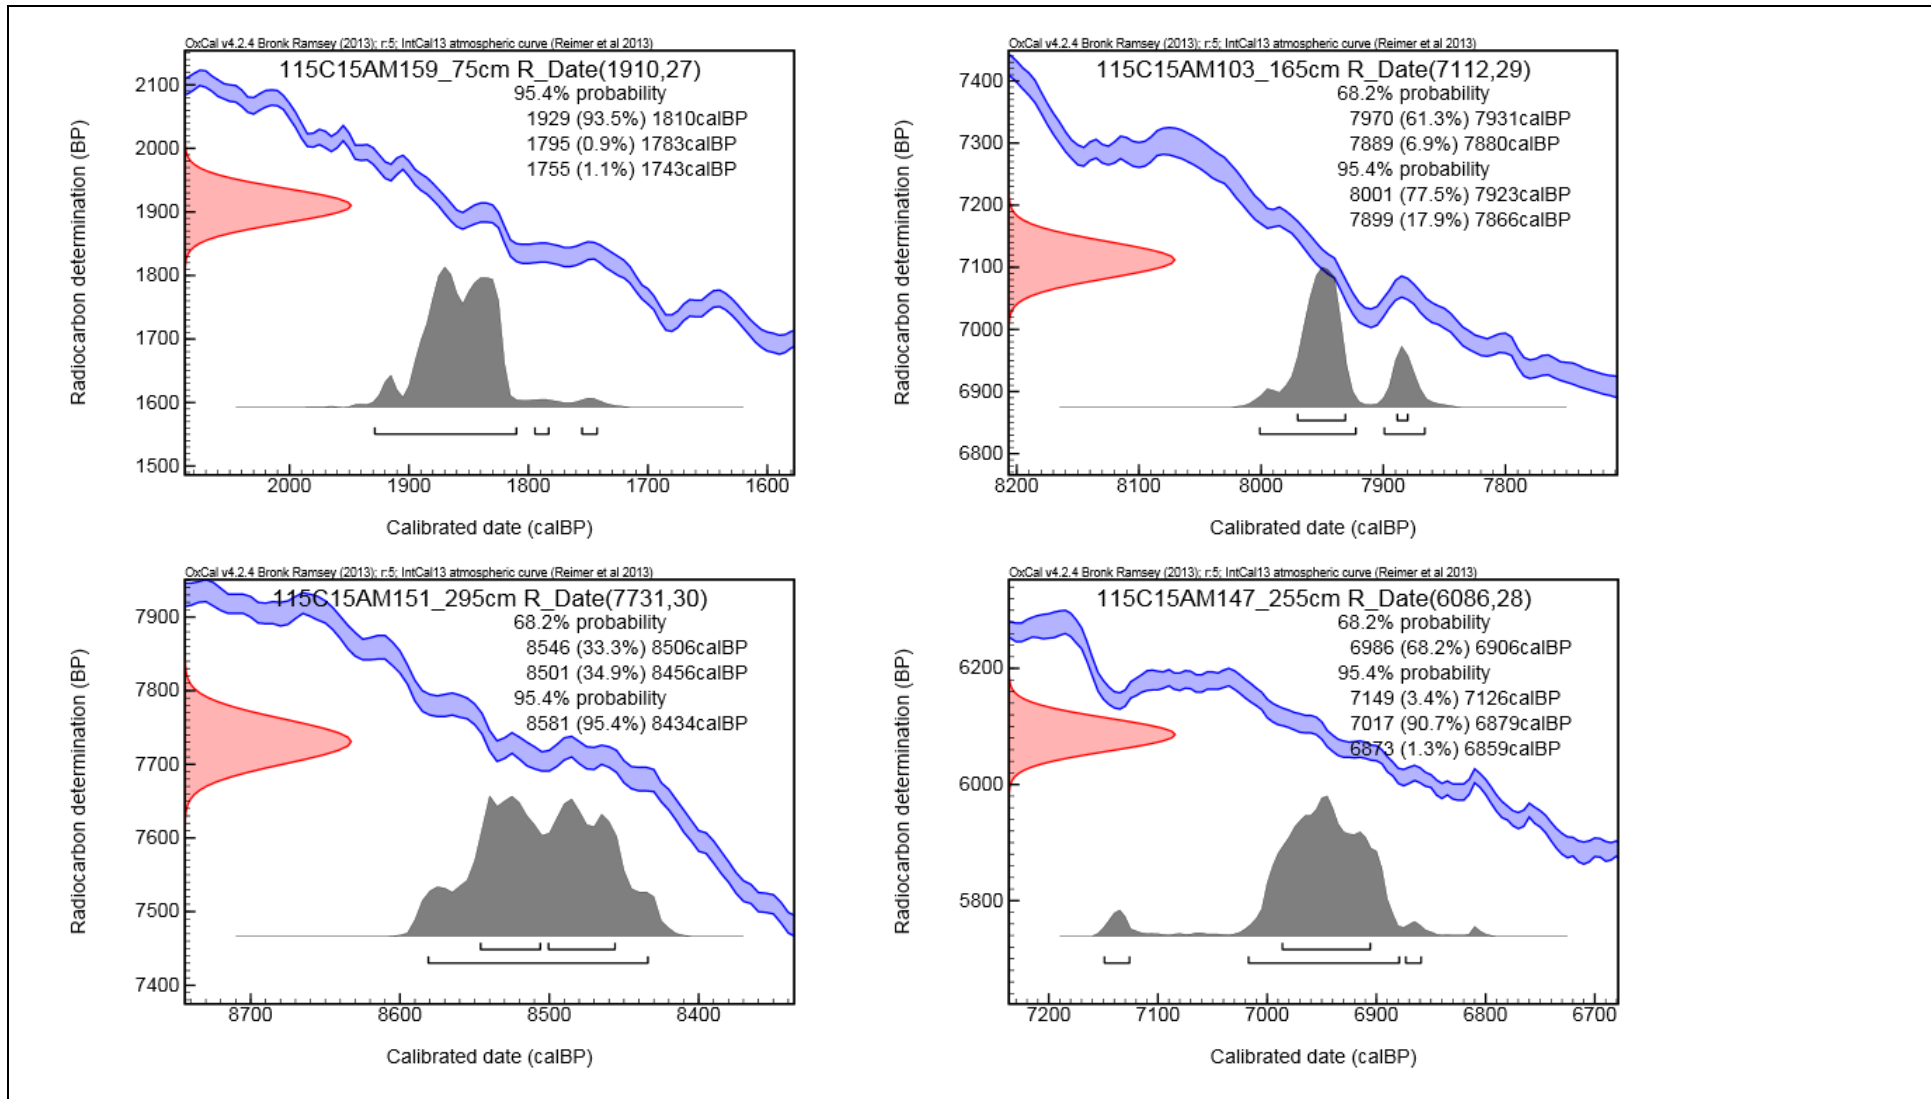 OxCal v4.2.4 Bronk Ramsey (2013); r:5; IntCal13 atmospheric curve (Reimer et al 2013)
115C15AM159_75cm R_Date(1910,27)
95.4% probability
1929 (93.5%) 1810calBP
1795 (0.9%) 1783calBP
1755 (1.1%) 1743calBP
Radiocarbon determination (BP)
2100
2000
1900
1800
1700
1600
1500
2000 1900 1800 1700 1600
Calibrated date (calBP)
OxCal v4.2.4 Bronk Ramsey (2013); r:5; IntCal13 atmospheric curve (Reimer et al 2013)
115C15AM103_165cm R_Date(7112,29)
68.2% probability
7970 (61.3%) 7931calBP
7889 (6.9%) 7880calBP
95.4% probability
8001 (77.5%) 7923calBP
7899 (17.9%) 7866calBP
Radiocarbon determination (BP)
7400
7300
7200
7100
7000
6900
6800
8200 8100 8000 7900 7800
Calibrated date (calBP)
OxCal v4.2.4 Bronk Ramsey (2013); r:5; IntCal13 atmospheric curve (Reimer et al 2013)
115C15AM151_295cm R_Date(7731,30)
68.2% probability
8546 (33.3%) 8506calBP
8501 (34.9%) 8456calBP
95.4% probability
8581 (95.4%) 8434calBP
Radiocarbon determination (BP)
7900
7800
7700
7600
7500
7400
8700 8600 8500 8400
Calibrated date (calBP)
OxCal v4.2.4 Bronk Ramsey (2013); r:5; IntCal13 atmospheric curve (Reimer et al 2013)
115C15AM147_255cm R_Date(6086,28)
68.2% probability
6986 (68.2%) 6906calBP
95.4% probability
7149 (3.4%) 7126calBP
7017 (90.7%) 6879calBP
6873 (1.3%) 6859calBP
Radiocarbon determination (BP)
6200
6000
5800
7200 7100 7000 6900 6800 6700
Calibrated date (calBP)